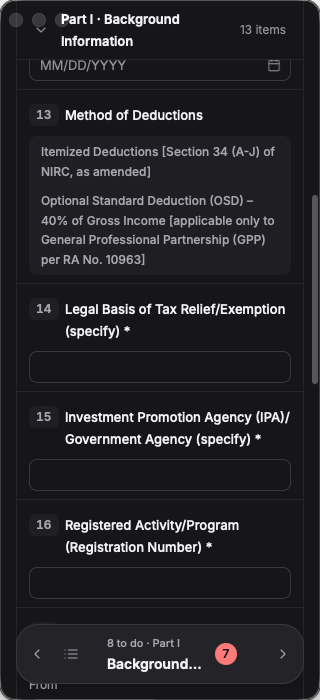 Part I · Background
Information
13 items
MM/DD/YYYY
13 Method of Deductions
Itemized Deductions [Section 34 (A-J) of
NIRC, as amended]
Optional Standard Deduction (OSD) –
40% of Gross Income [applicable only to
General Professional Partnership (GPP)
per RA No. 10963]
14 Legal Basis of Tax Relief/Exemption
(specify) *
15 Investment Promotion Agency (IPA)/
Government Agency (specify) *
16 Registered Activity/Program
(Registration Number) *
8 to do · Part I
Background...
7
From